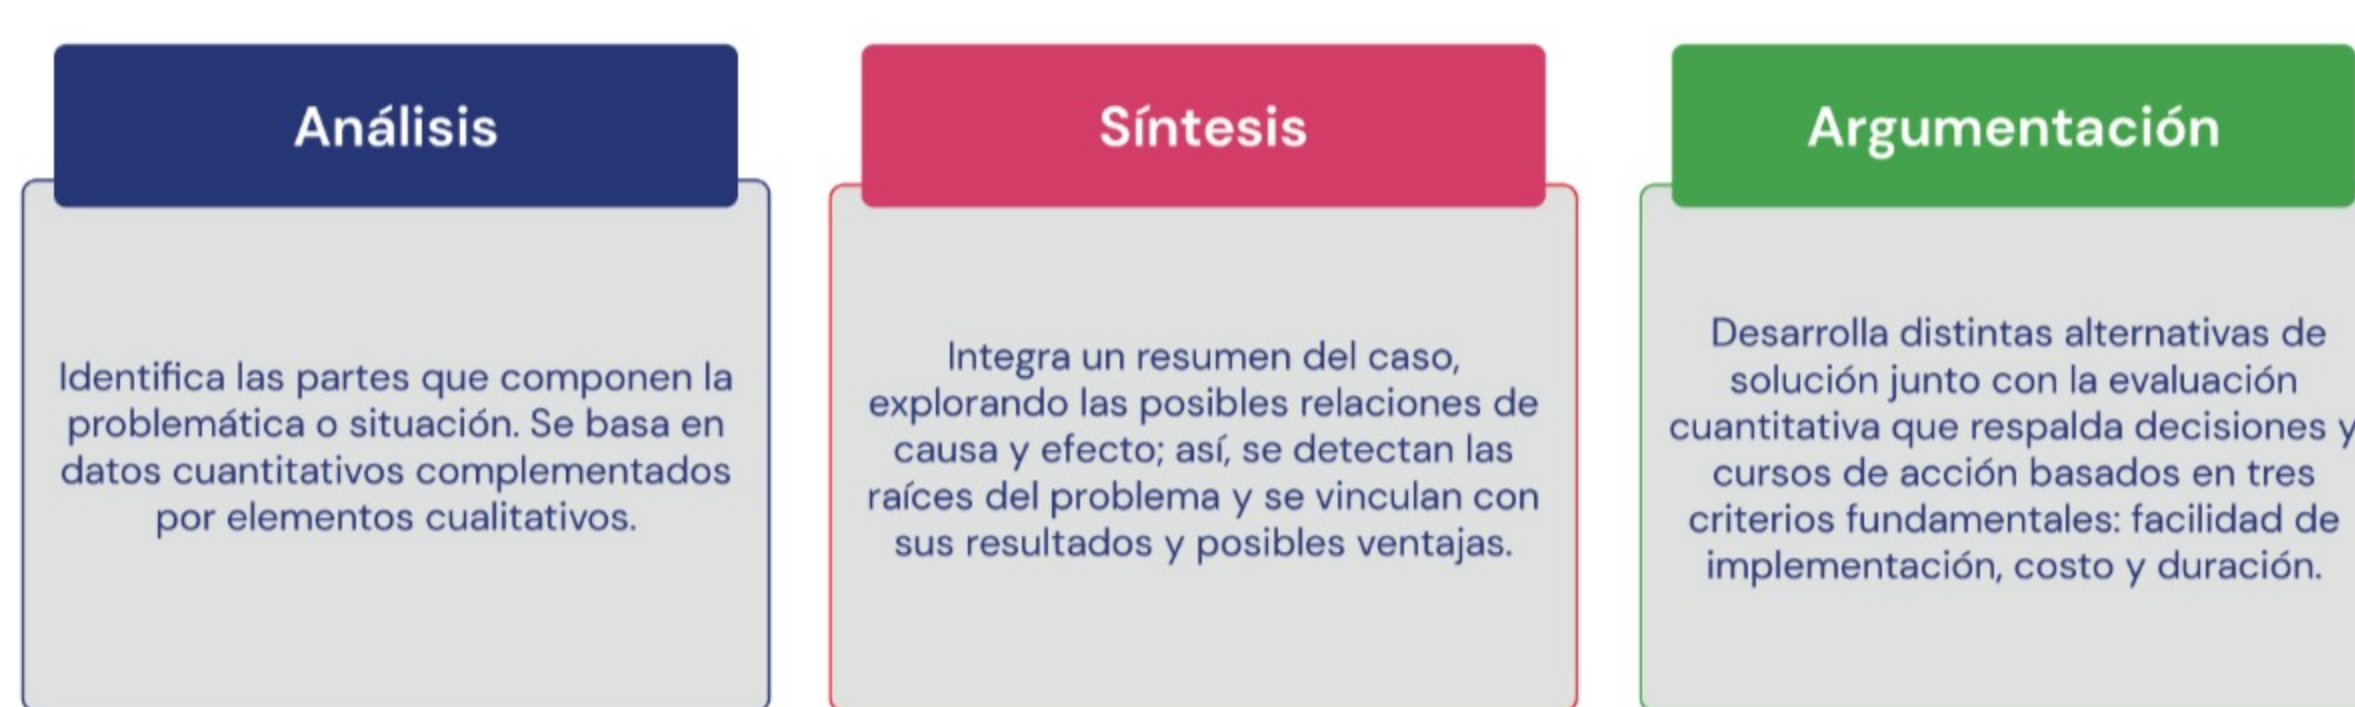 Análisis
Identifica las partes que componen la
problemática o situación. Se basa en
datos cuantitativos complementados
por elementos cualitativos.
Síntesis
Integra un resumen del caso,
explorando las posibles relaciones de
causa y efecto; así, se detectan las
raíces del problema y se vinculan con
sus resultados y posibles ventajas.
Argumentación
Desarrolla distintas alternativas de
solución junto con la evaluación
cuantitativa que respalda decisiones y
cursos de acción basados en tres
criterios fundamentales: facilidad de
implementación, costo y duración.